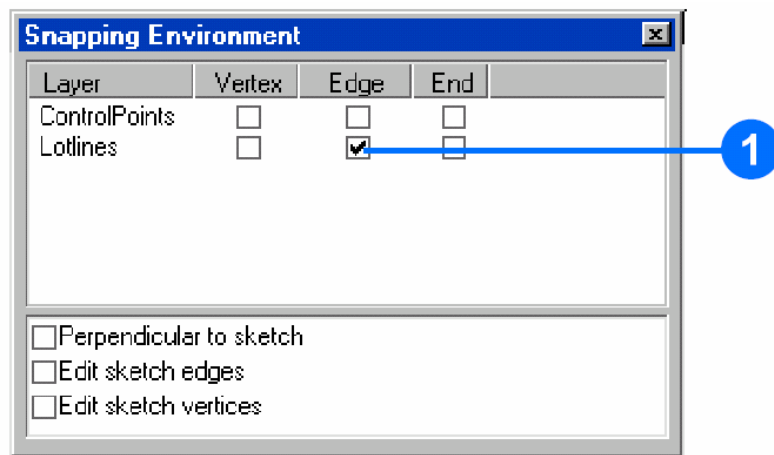 Snapping Environment
Layer Vertex Edge End
ControlPoints
Lotlines
1
Perpendicular to sketch
Edit sketch edges
Edit sketch vertices